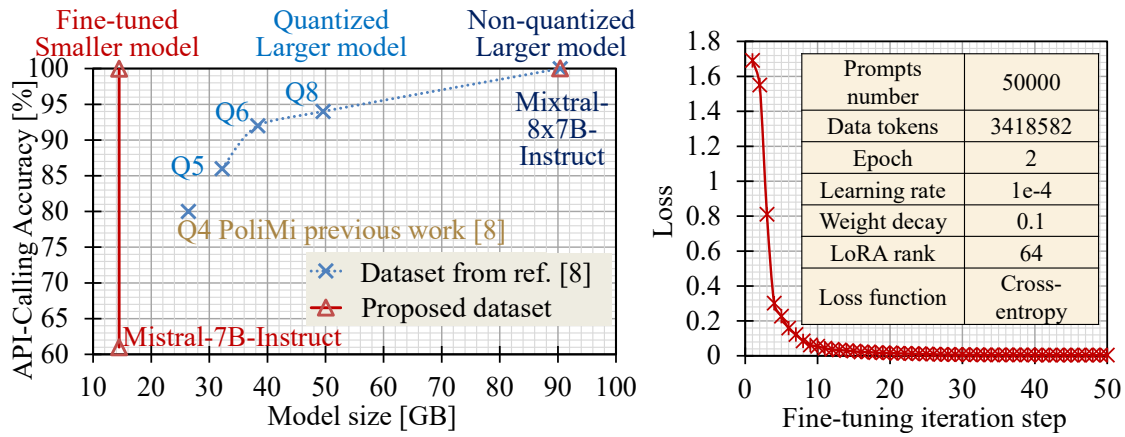 Fine-tuned
Smaller model
Quantized
Larger model
Non-quantized
Larger model
API-Calling Accuracy [%]
100
95
90
85
80
75
70
65
60
Q8
Q6
Q5
Q4 PoliMi previous work [8]
Mixtral-
8x7B-
Instruct
Dataset from ref. [8]
Proposed dataset
Mistral-7B-Instruct
10 20 30 40 50 60 70 80 90 100
Model size [GB]
Loss
1.8
1.6
1.4
1.2
1
0.8
0.6
0.4
0.2
0
Prompts
number
50000
Data tokens 3418582
Epoch 2
Learning rate 1e-4
Weight decay 0.1
LoRA rank 64
Loss function
Cross-
entropy
0 10 20 30 40 50
Fine-tuning iteration step